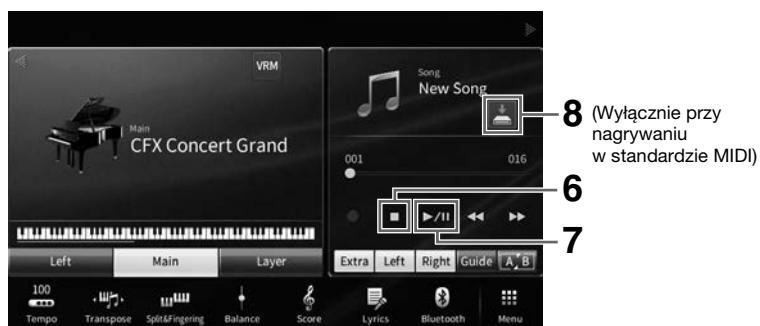 VRM
Main
CFX Concert Grand
Song
New Song
001 016
Left Main Layer
Extra Left Right Guide A B
100
Tempo Transpose Split&Fingering Balance Score Lyrics Bluetooth Menu
8 (Wyłącznie przy
nagrywaniu
w standardzie MIDI)
6
7